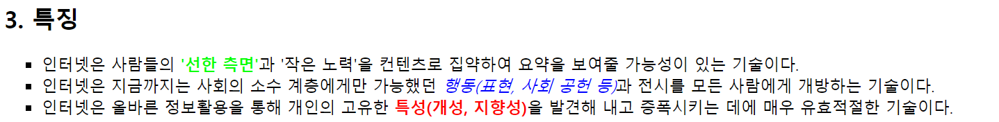 3. 특징
인터넷은 사람들의 '선한 측면'과 '작은 노력'을 컨텐츠로 집약하여 요약을 보여줄 가능성이 있는 기술이다.
인터넷은 지금까지는 사회의 소수 계층에게만 가능했던 행동(표현, 사회 공헌 등)과 전시를 모든 사람에게 개방하는 기술이다.
인터넷은 올바른 정보활용을 통해 개인의 고유한 특성(개성, 지향성)을 발견해 내고 증폭시키는 데에 매우 유효적절한 기술이다.